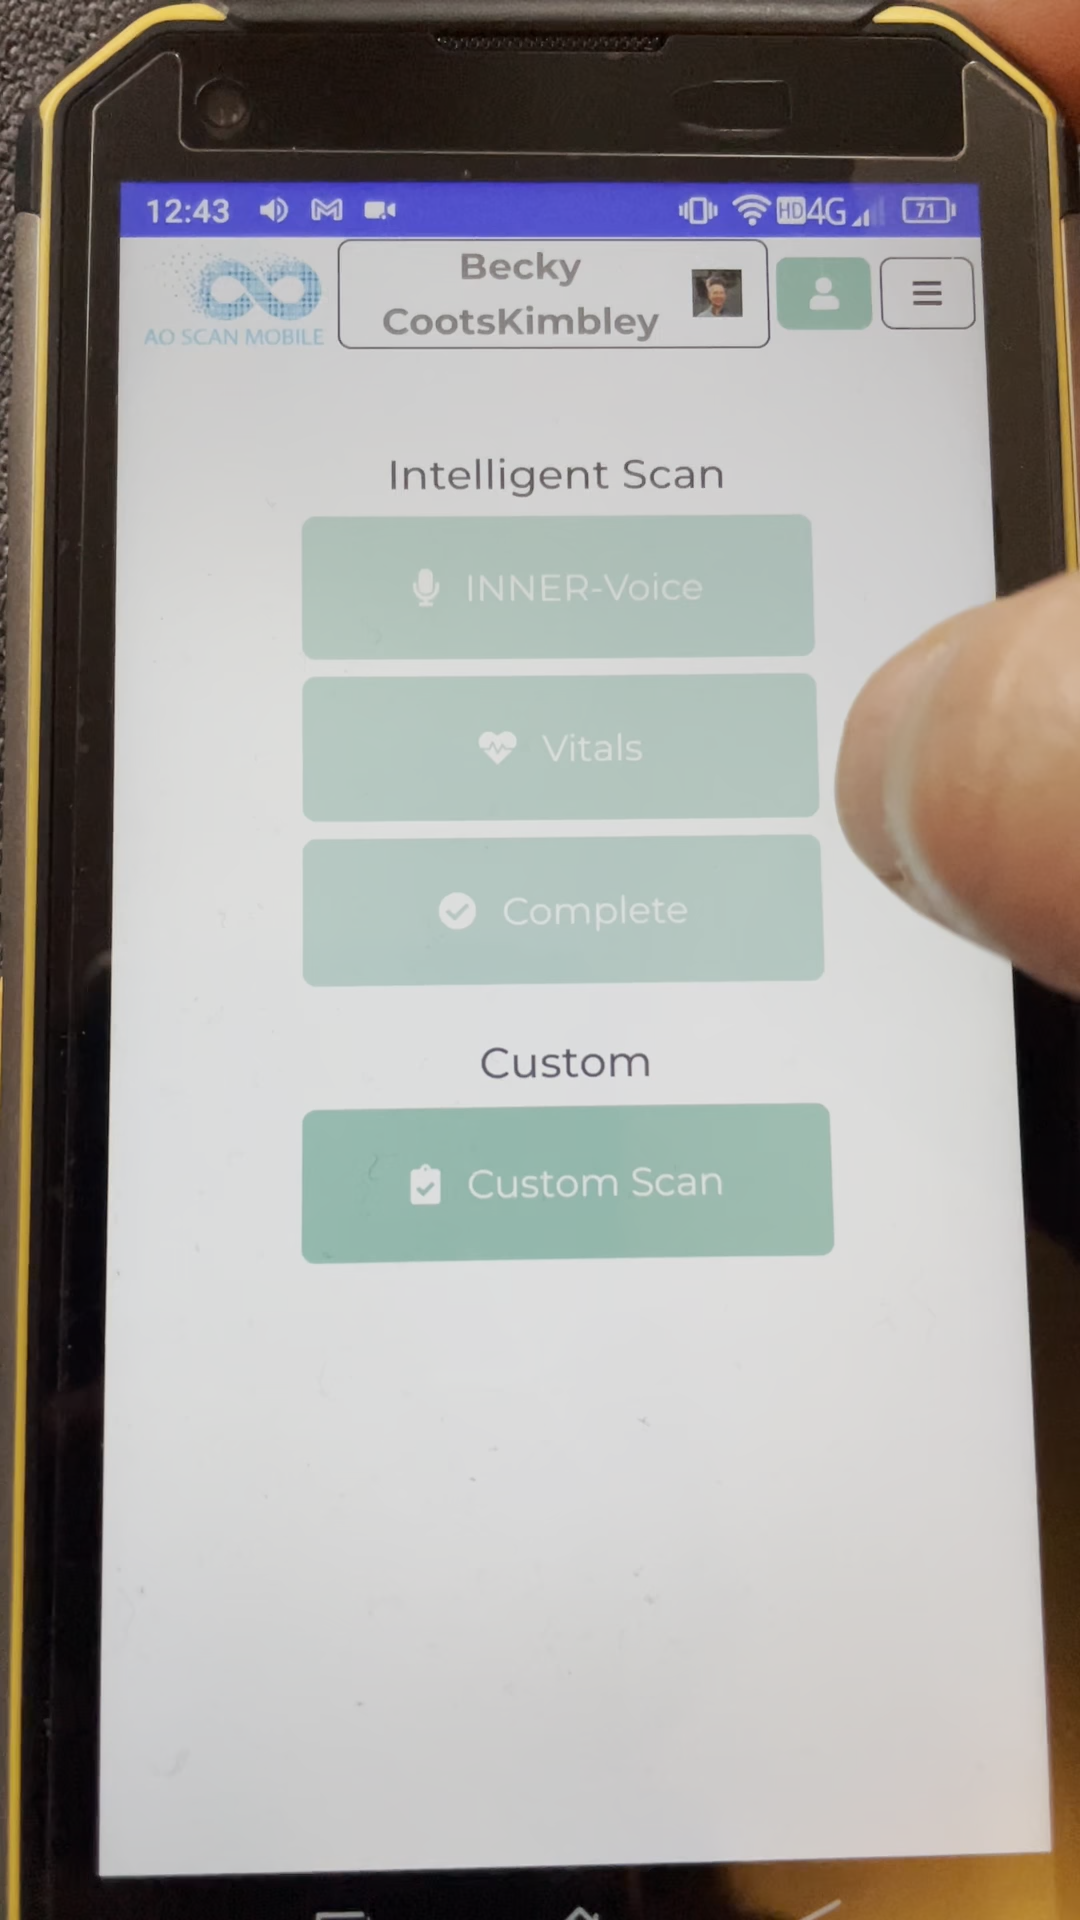 12:43
HD 4G 71
AO SCAN MOBILE
Becky
CootsKimbley
Intelligent Scan
INNER-Voice
Vitals
Complete
Custom
Custom Scan